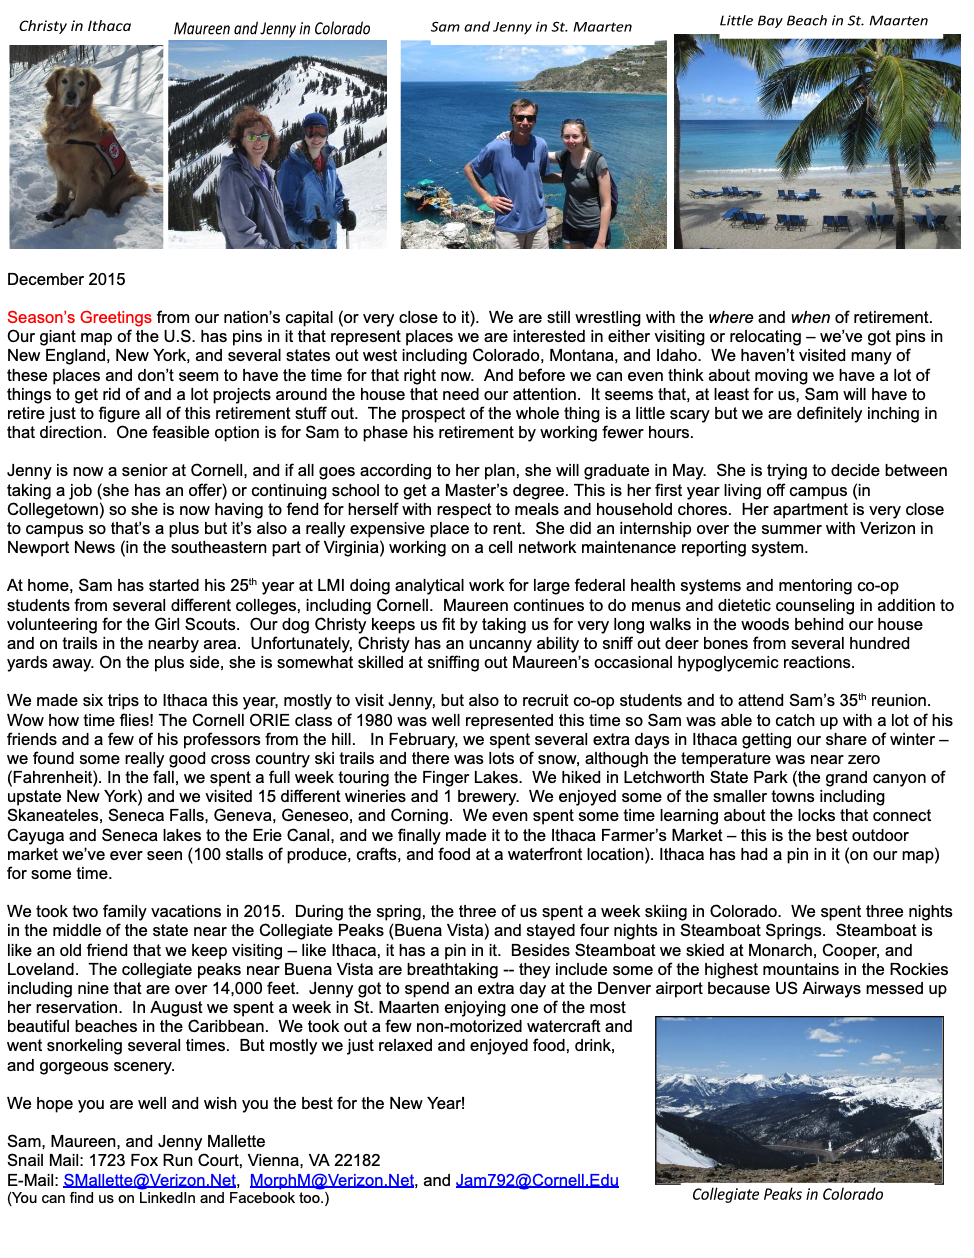 Christy in Ithaca
Maureen and Jenny in Colorado
Sam and Jenny in St. Maarten
Little Bay Beach in St. Maarten
December 2015
Season's Greetings from our nation's capital (or very close to it).  We are still wrestling with the where and when of retirement.
Our giant map of the U.S. has pins in it that represent places we are interested in either visiting or relocating – we've got pins in
New England, New York, and several states out west including Colorado, Montana, and Idaho.  We haven't visited many of
these places and don't seem to have the time for that right now.  And before we can even think about moving we have a lot of
things to get rid of and a lot projects around the house that need our attention.  It seems that, at least for us, Sam will have to
retire just to figure all of this retirement stuff out.  The prospect of the whole thing is a little scary but we are definitely inching in
that direction.  One feasible option is for Sam to phase his retirement by working fewer hours.
Jenny is now a senior at Cornell, and if all goes according to her plan, she will graduate in May.  She is trying to decide between
taking a job (she has an offer) or continuing school to get a Master's degree. This is her first year living off campus (in
Collegetown) so she is now having to fend for herself with respect to meals and household chores.  Her apartment is very close
to campus so that's a plus but it's also a really expensive place to rent.  She did an internship over the summer with Verizon in
Newport News (in the southeastern part of Virginia) working on a cell network maintenance reporting system.
At home, Sam has started his 25th year at LMI doing analytical work for large federal health systems and mentoring co-op
students from several different colleges, including Cornell.  Maureen continues to do menus and dietetic counseling in addition to
volunteering for the Girl Scouts.  Our dog Christy keeps us fit by taking us for very long walks in the woods behind our house
and on trails in the nearby area.  Unfortunately, Christy has an uncanny ability to sniff out deer bones from several hundred
yards away. On the plus side, she is somewhat skilled at sniffing out Maureen's occasional hypoglycemic reactions.
We made six trips to Ithaca this year, mostly to visit Jenny, but also to recruit co-op students and to attend Sam's 35th reunion.
Wow how time flies! The Cornell ORIE class of 1980 was well represented this time so Sam was able to catch up with a lot of his
friends and a few of his professors from the hill.   In February, we spent several extra days in Ithaca getting our share of winter –
we found some really good cross country ski trails and there was lots of snow, although the temperature was near zero
(Fahrenheit). In the fall, we spent a full week touring the Finger Lakes.  We hiked in Letchworth State Park (the grand canyon of
upstate New York) and we visited 15 different wineries and 1 brewery.  We enjoyed some of the smaller towns including
Skaneateles, Seneca Falls, Geneva, Geneseo, and Corning.  We even spent some time learning about the locks that connect
Cayuga and Seneca lakes to the Erie Canal, and we finally made it to the Ithaca Farmer's Market – this is the best outdoor
market we've ever seen (100 stalls of produce, crafts, and food at a waterfront location). Ithaca has had a pin in it (on our map)
for some time.
We took two family vacations in 2015.  During the spring, the three of us spent a week skiing in Colorado.  We spent three nights
in the middle of the state near the Collegiate Peaks (Buena Vista) and stayed four nights in Steamboat Springs.  Steamboat is
like an old friend that we keep visiting – like Ithaca, it has a pin in it.  Besides Steamboat we skied at Monarch, Cooper, and
Loveland.  The collegiate peaks near Buena Vista are breathtaking -- they include some of the highest mountains in the Rockies
including nine that are over 14,000 feet.  Jenny got to spend an extra day at the Denver airport because US Airways messed up
her reservation.  In August we spent a week in St. Maarten enjoying one of the most
beautiful beaches in the Caribbean.  We took out a few non-motorized watercraft and
went snorkeling several times.  But mostly we just relaxed and enjoyed food, drink,
and gorgeous scenery.
We hope you are well and wish you the best for the New Year!
Sam, Maureen, and Jenny Mallette
Snail Mail: 1723 Fox Run Court, Vienna, VA 22182
E-Mail: SMallette@Verizon.Net,  MorphM@Verizon.Net, and Jam792@Cornell.Edu
(You can find us on LinkedIn and Facebook too.)
Collegiate Peaks in Colorado